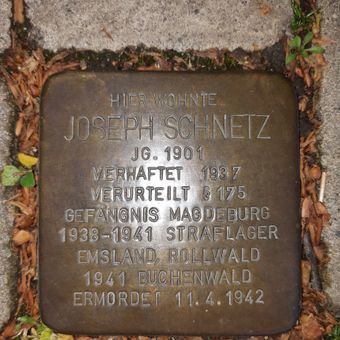 HIER WOHNTE
JOSEPH SCHNETZ
JG. 1901
VERHAFTET 1937
VERURTEILT §175
GEFÄNGNIS MAGDEBURG
1938-1941 STRAFLAGER
EMSLAND, ROLLWALD
1941 BUCHENWALD
ERMORDET 11.4.1942